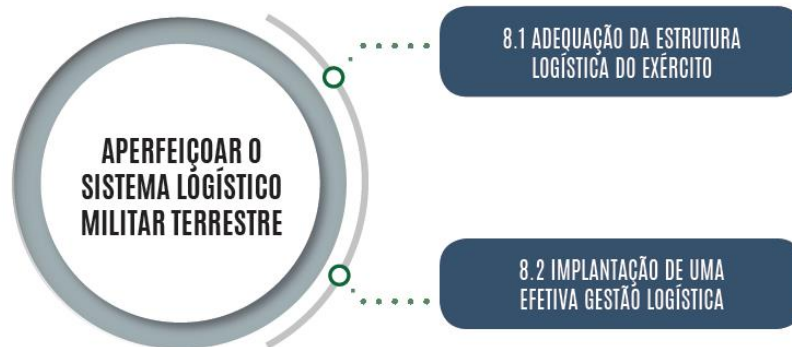 APERFEIÇOAR O
SISTEMA LOGÍSTICO
MILITAR TERRESTRE
8.1 ADEQUAÇÃO DA ESTRUTURA
LOGÍSTICA DO EXÉRCITO
8.2 IMPLANTAÇÃO DE UMA
EFETIVA GESTÃO LOGÍSTICA